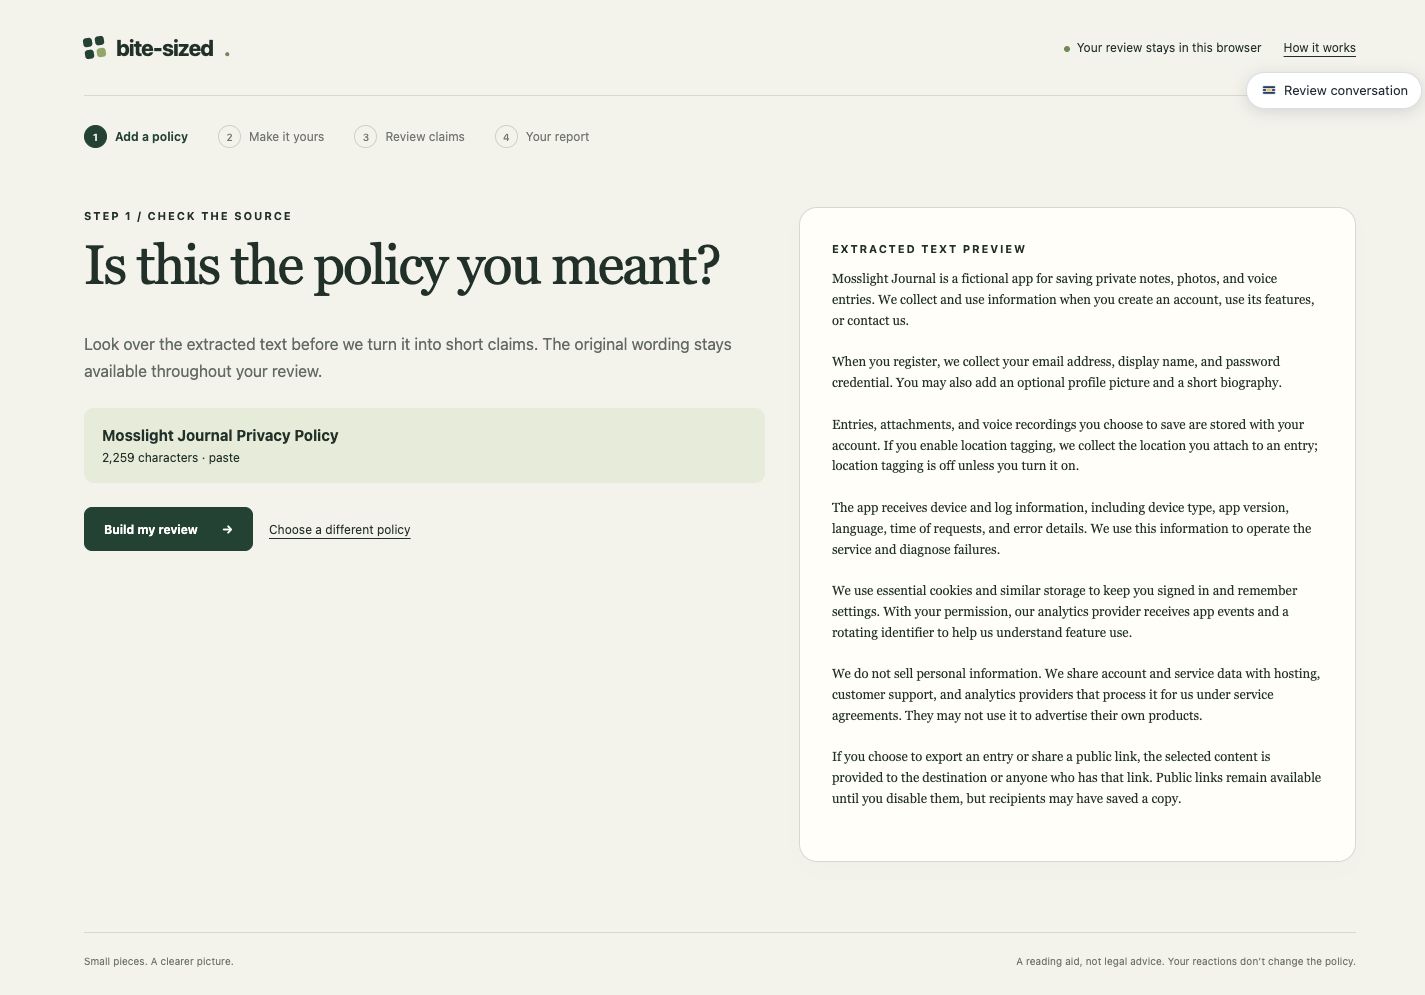 bite-sized.
Your review stays in this browser
How it works
Review conversation
1 Add a policy
2 Make it yours
3 Review claims
4 Your report
STEP 1 / CHECK THE SOURCE
Is this the policy you meant?
Look over the extracted text before we turn it into short claims. The original wording stays
available throughout your review.
Mosslight Journal Privacy Policy
2,259 characters · paste
Build my review →
Choose a different policy
EXTRACTED TEXT PREVIEW
Mosslight Journal is a fictional app for saving private notes, photos, and voice
entries. We collect and use information when you create an account, use its features,
or contact us.
When you register, we collect your email address, display name, and password
credential. You may also add an optional profile picture and a short biography.
Entries, attachments, and voice recordings you choose to save are stored with your
account. If you enable location tagging, we collect the location you attach to an entry;
location tagging is off unless you turn it on.
The app receives device and log information, including device type, app version,
language, time of requests, and error details. We use this information to operate the
service and diagnose failures.
We use essential cookies and similar storage to keep you signed in and remember
settings. With your permission, our analytics provider receives app events and a
rotating identifier to help us understand feature use.
We do not sell personal information. We share account and service data with hosting,
customer support, and analytics providers that process it for us under service
agreements. They may not use it to advertise their own products.
If you choose to export an entry or share a public link, the selected content is
provided to the destination or anyone who has that link. Public links remain available
until you disable them, but recipients may have saved a copy.
Small pieces. A clearer picture.
A reading aid, not legal advice. Your reactions don't change the policy.